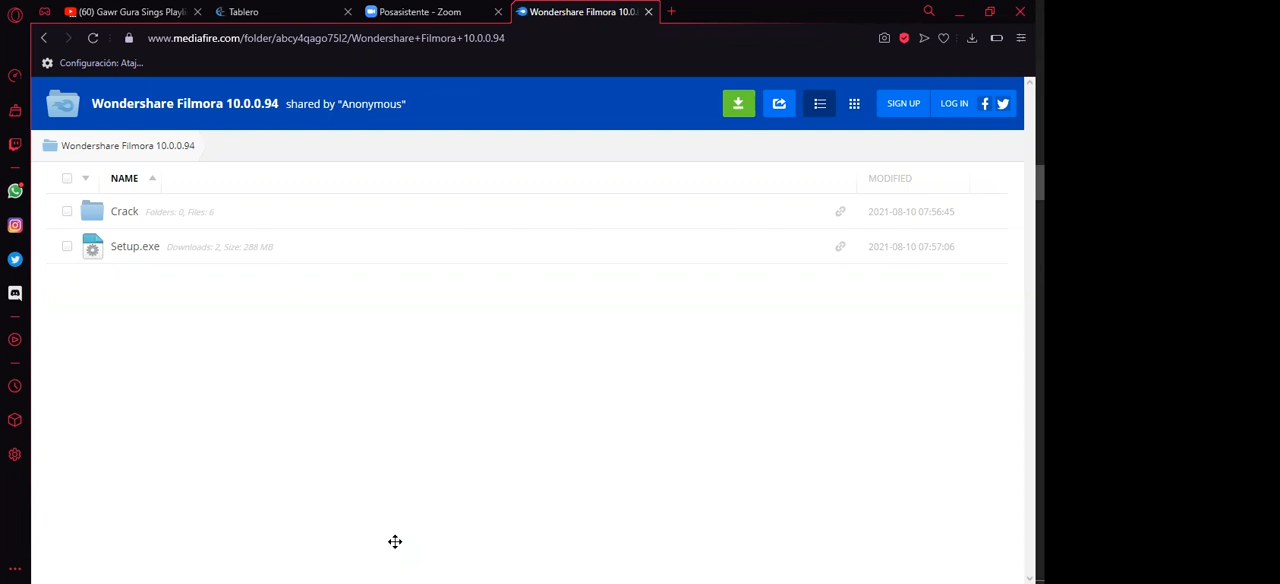 (60) Gawr Gura Sings Playli
Tablero
Posasistente - Zoom
Wondershare Filmora 10.0.
www.mediafire.com/folder/abcy4qago75l2/Wondershare+Filmora+10.0.0.94
Configuración: Ataj...
Wondershare Filmora 10.0.0.94 shared by "Anonymous"
SIGN UP
LOG IN
Wondershare Filmora 10.0.0.94
NAME
MODIFIED
Crack Folders: 0, Files: 6
2021-08-10 07:56:45
Setup.exe Downloads: 2, Size: 288 MB
2021-08-10 07:57:06